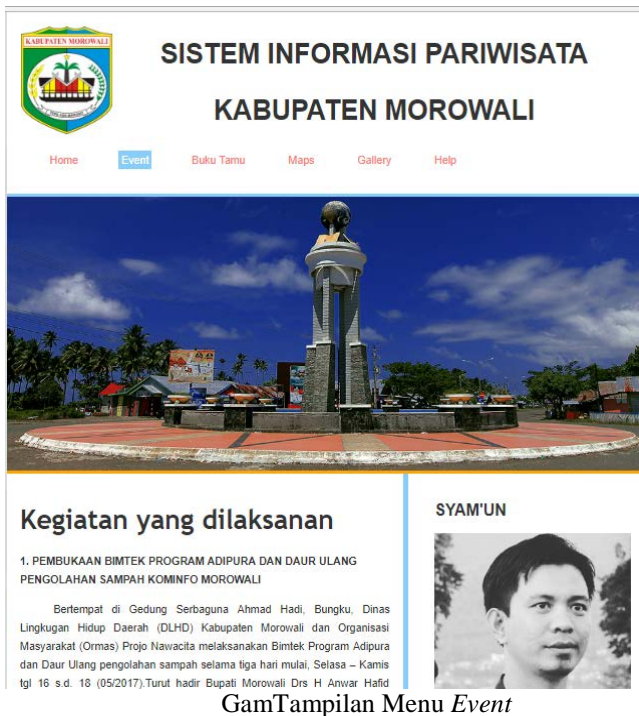 KABUPATEN MOROWALI
SISTEM INFORMASI PARIWISATA
KABUPATEN MOROWALI
Home Event Buku Tamu Maps Gallery Help
Kegiatan yang dilaksanan
1. PEMBUKAAN BIMTEK PROGRAM ADIPURA DAN DAUR ULANG
PENGOLAHAN SAMPAH KOMINFO MOROWALI
Bertempat di Gedung Serbaguna Ahmad Hadi, Bungku, Dinas
Lingkugan Hidup Daerah (DLHD) Kabupaten Morowali dan Organisasi
Masyarakat (Ormas) Projo Nawacita melaksanakan Bimtek Program Adipura
dan Daur Ulang pengolahan sampah selama tiga hari mulai, Selasa – Kamis
tgl 16 s.d. 18 (05/2017).Turut hadir Bupati Morowali Drs H Anwar Hafid
SYAM'UN
GamTampilan Menu Event